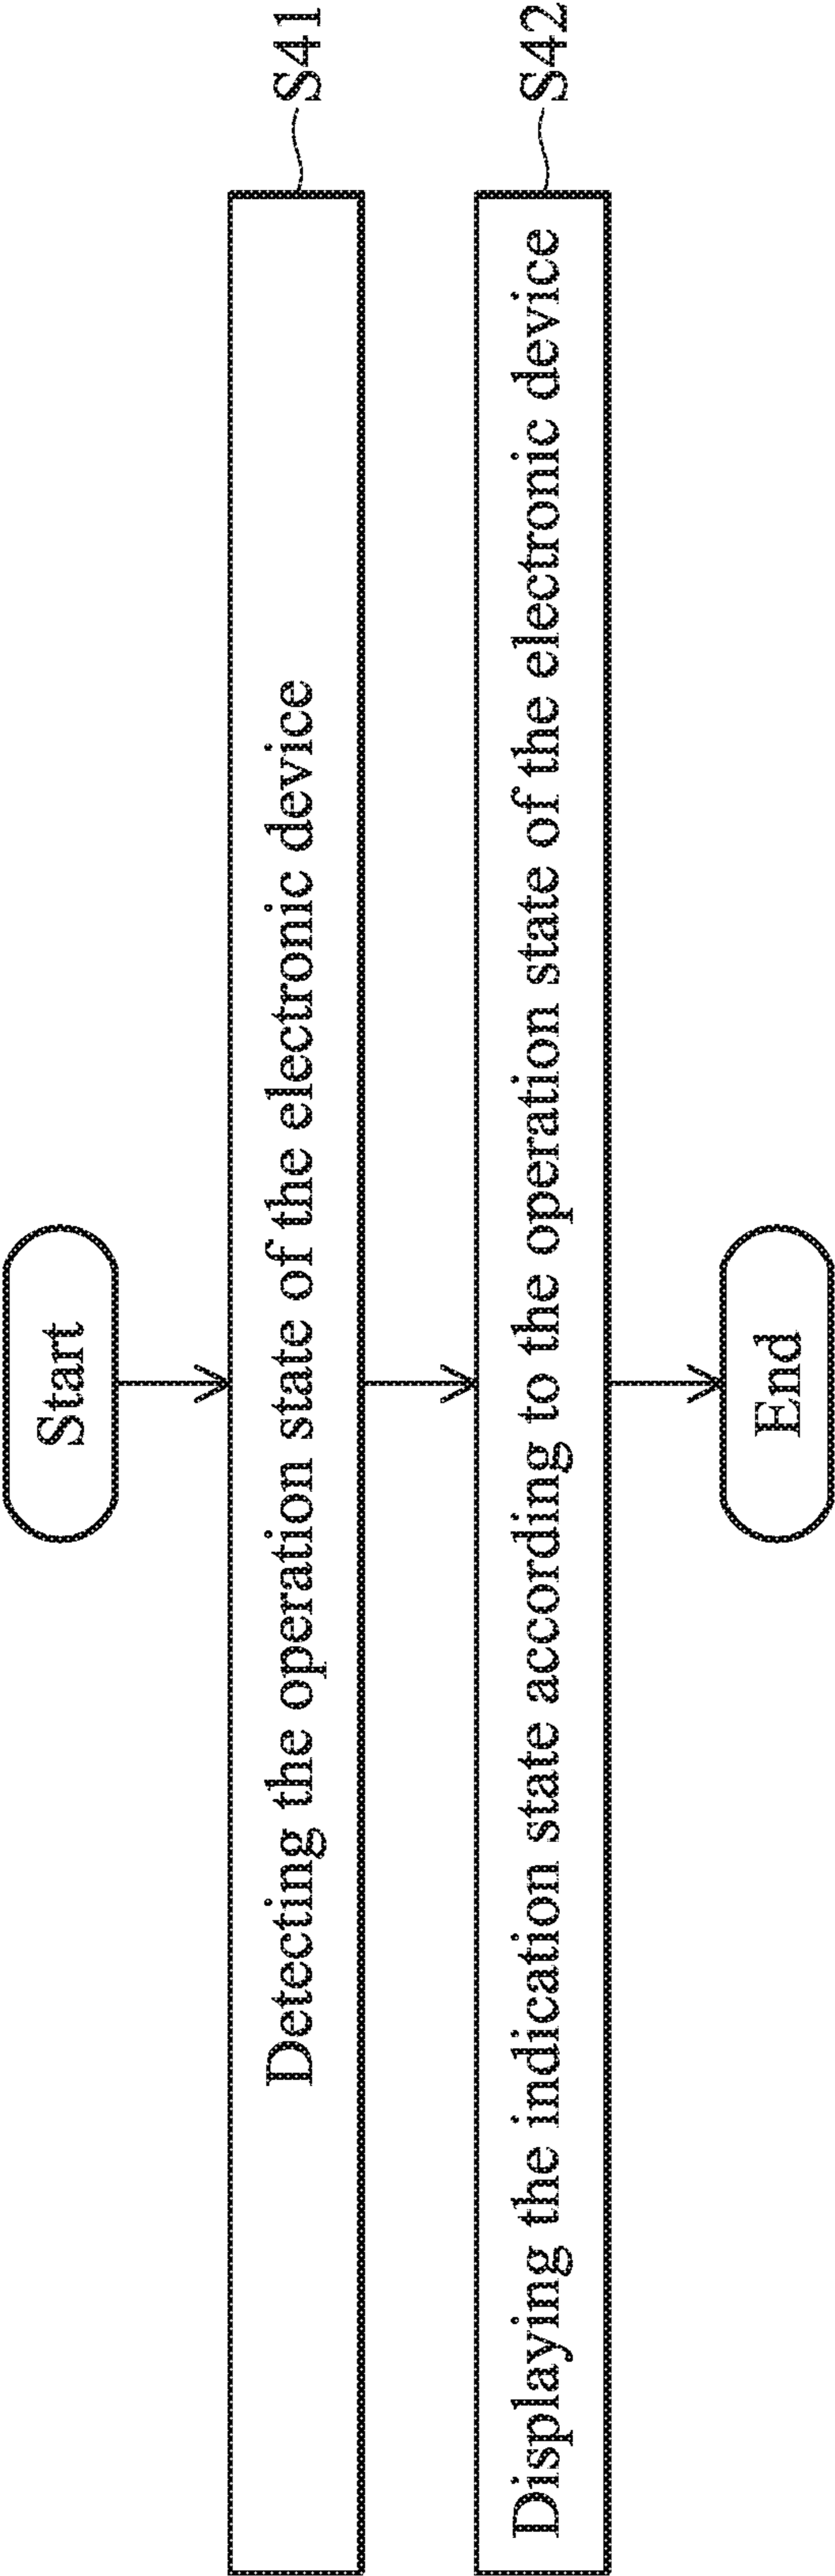 Start
Detecting the operation state of the electronic device
S41
Displaying the indication state according to the operation state of the electronic device
S42
End